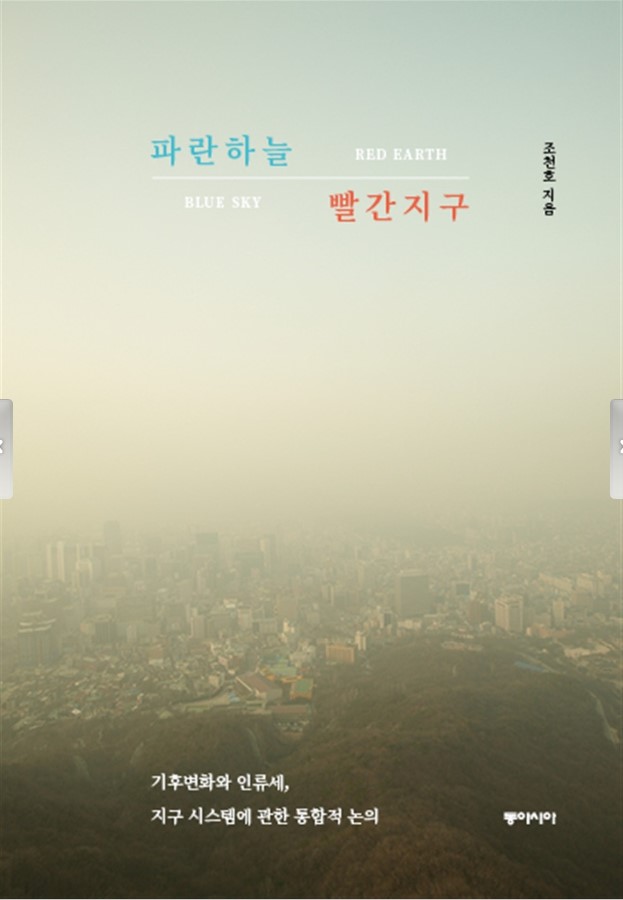 파란하늘
RED EARTH
BLUE SKY
빨간지구
조천호 지음
기후변화와 인류세,
지구 시스템에 관한 통합적 논의
동아시아